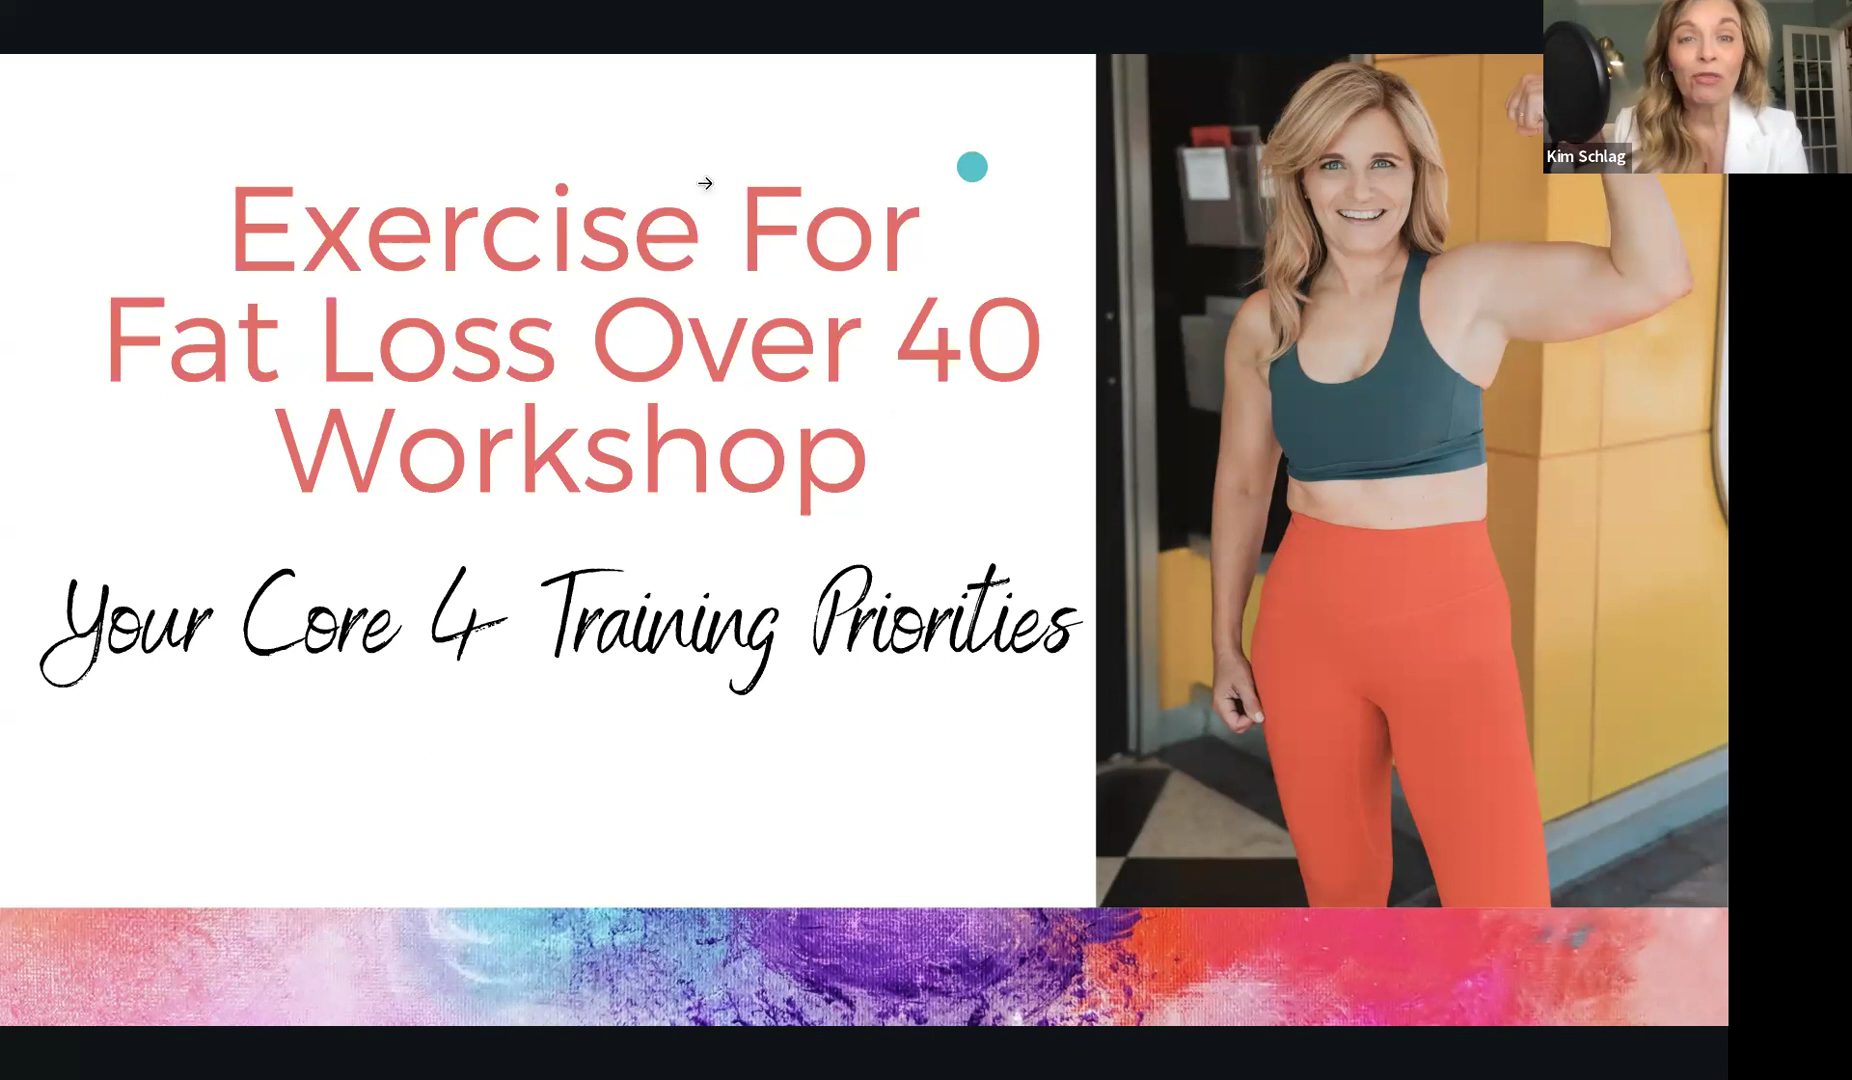 Exercise For
Fat Loss Over 40
Workshop
Your Core 4 Training Priorities
Kim Schlag